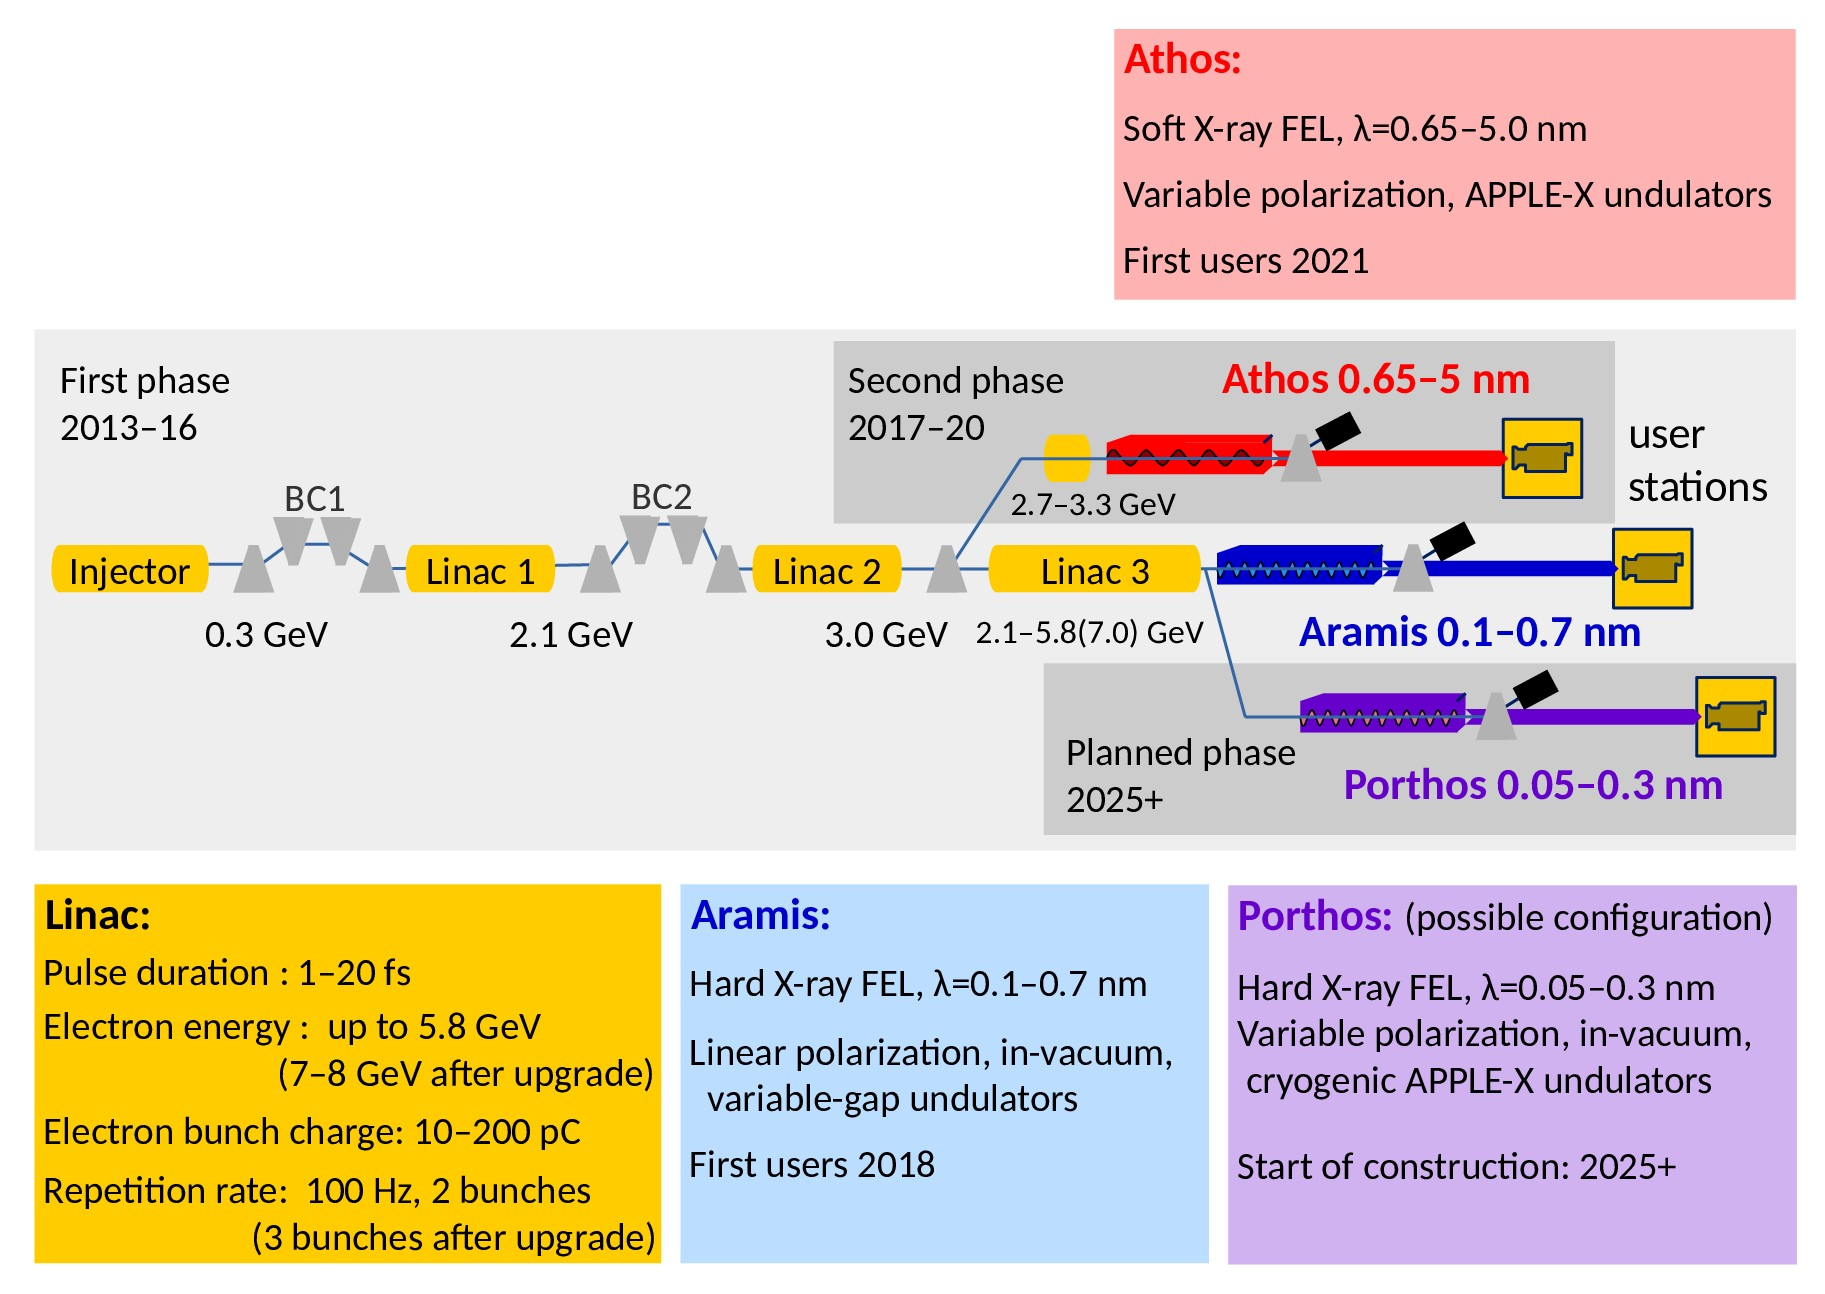 Athos:
Soft X-ray FEL, λ=0.65–5.0 nm
Variable polarization, APPLE-X undulators
First users 2021
First phase
2013–16
Second phase
2017–20
Athos 0.65–5 nm
2.7–3.3 GeV
user
stations
BC1
BC2
Injector
Linac 1
Linac 2
Linac 3
0.3 GeV
2.1 GeV
3.0 GeV
2.1–5.8(7.0) GeV
Aramis 0.1–0.7 nm
Planned phase
2025+
Porthos 0.05–0.3 nm
Linac:
Pulse duration : 1–20 fs
Electron energy :  up to 5.8 GeV
(7–8 GeV after upgrade)
Electron bunch charge: 10–200 pC
Repetition rate:  100 Hz, 2 bunches
(3 bunches after upgrade)
Aramis:
Hard X-ray FEL, λ=0.1–0.7 nm
Linear polarization, in-vacuum,
variable-gap undulators
First users 2018
Porthos: (possible configuration)
Hard X-ray FEL, λ=0.05–0.3 nm
Variable polarization, in-vacuum,
cryogenic APPLE-X undulators
Start of construction: 2025+